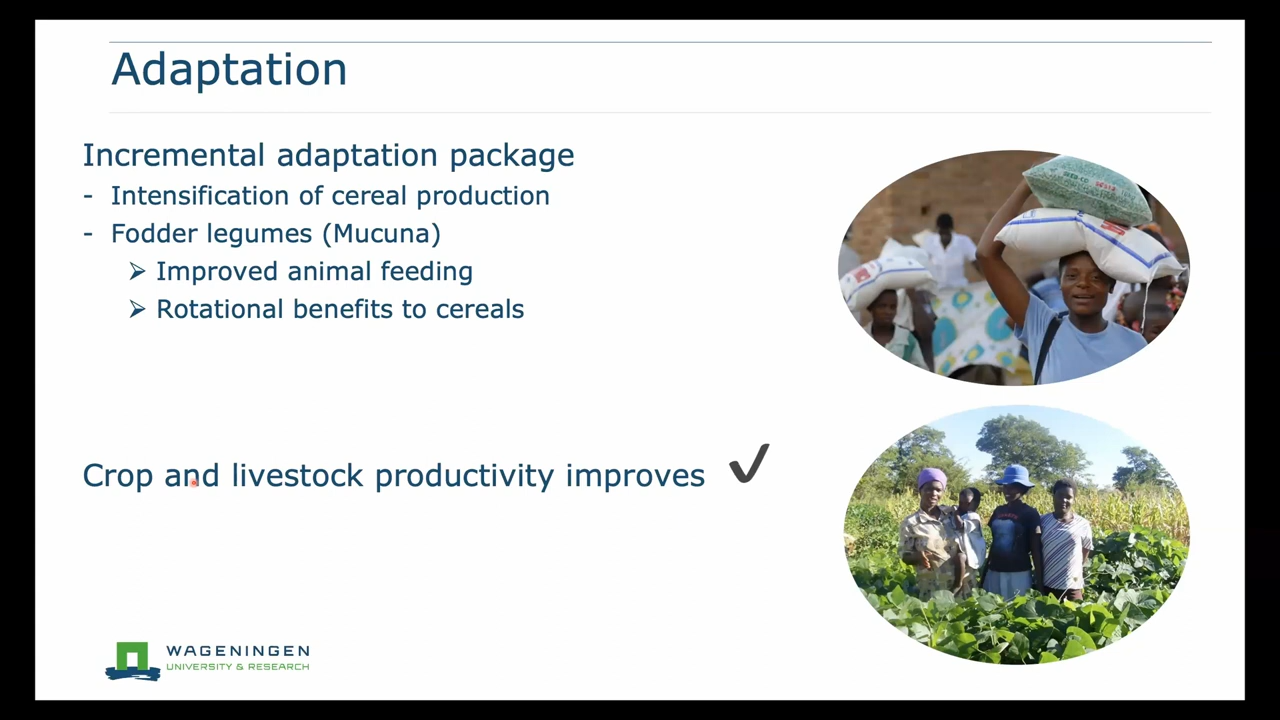 Adaptation
Incremental adaptation package
- Intensification of cereal production
- Fodder legumes (Mucuna)
➢ Improved animal feeding
➢ Rotational benefits to cereals
Crop and livestock productivity improves ✓
WAGENINGEN
UNIVERSITY & RESEARCH